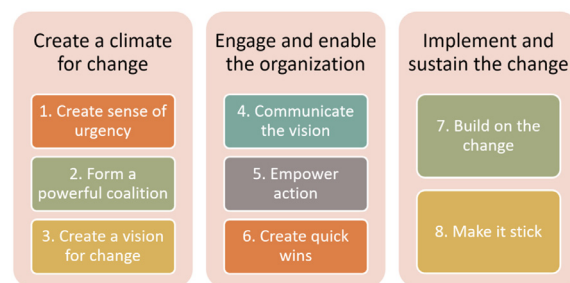 Create a climate
for change
1. Create sense of
urgency
2. Form a
powerful coalition
3. Create a vision
for change
Engage and enable
the organization
4. Communicate
the vision
5. Empower
action
6. Create quick
wins
Implement and
sustain the change
7. Build on the
change
8. Make it stick